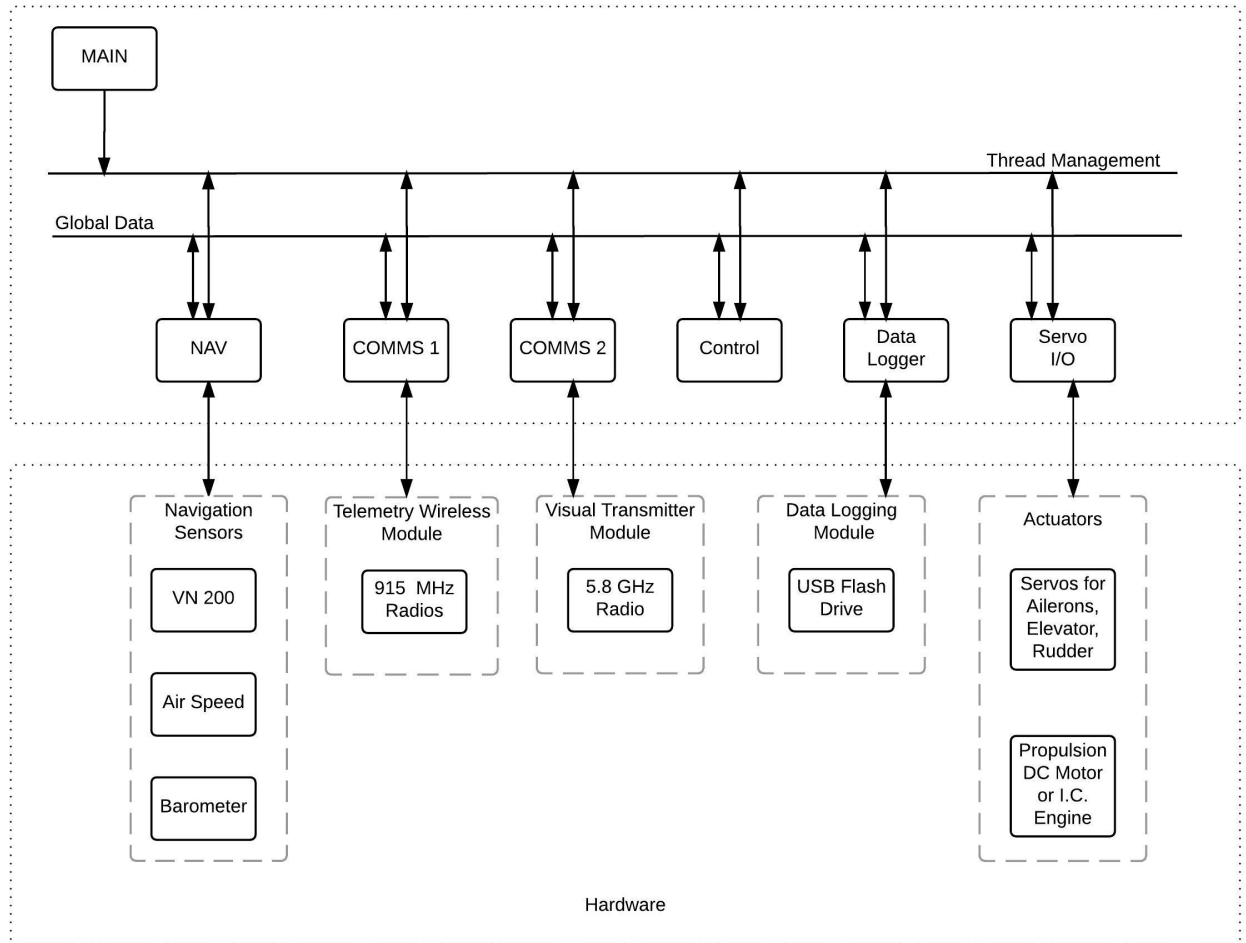 MAIN
Thread Management
Global Data
NAV
COMMS 1
COMMS 2
Control
Data
Logger
Servo
I/O
Navigation
Sensors
VN 200
Air Speed
Barometer
Telemetry Wireless
Module
915 MHz
Radios
Visual Transmitter
Module
5.8 GHz
Radio
Data Logging
Module
USB Flash
Drive
Actuators
Servos for
Ailerons,
Elevator,
Rudder
Propulsion
DC Motor
or I.C.
Engine
Hardware